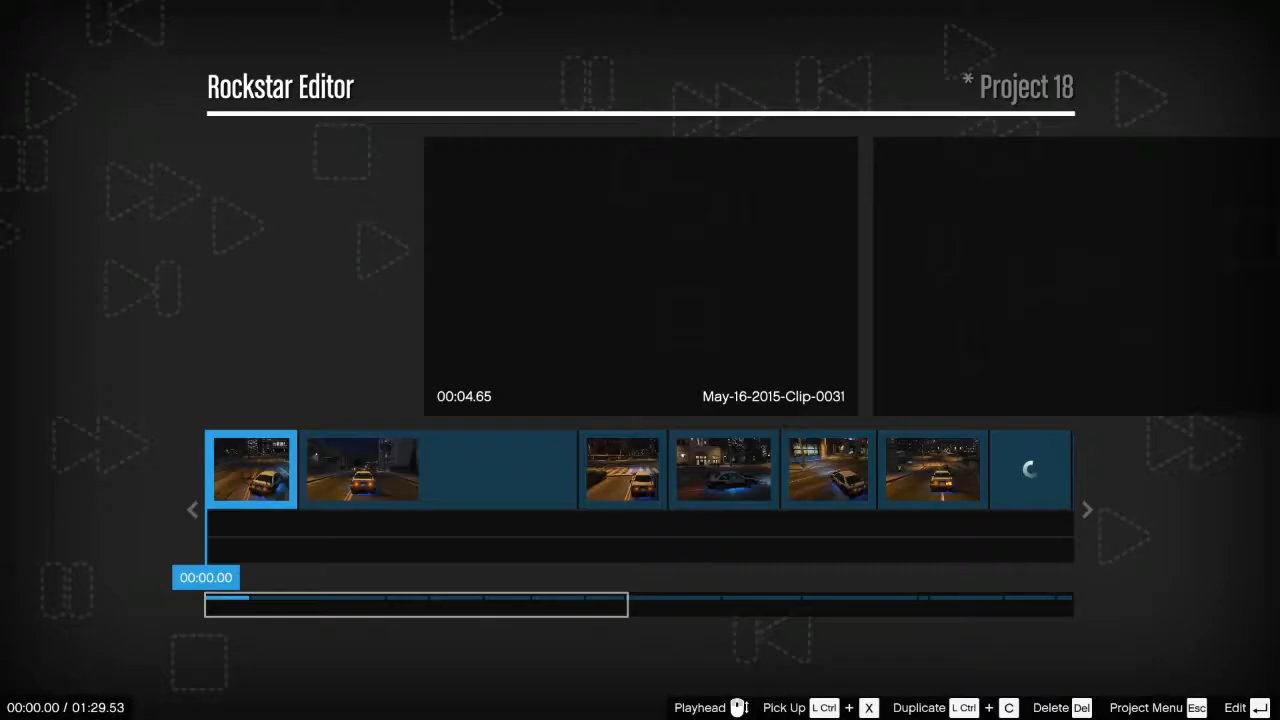 Rockstar Editor
* Project 18
00:04.65
May-16-2015-Clip-0031
00:00.00
00:00.00 / 01:29.53
Playhead Pick Up L Ctrl + X Duplicate L Ctrl + C Delete Del Project Menu Esc Edit